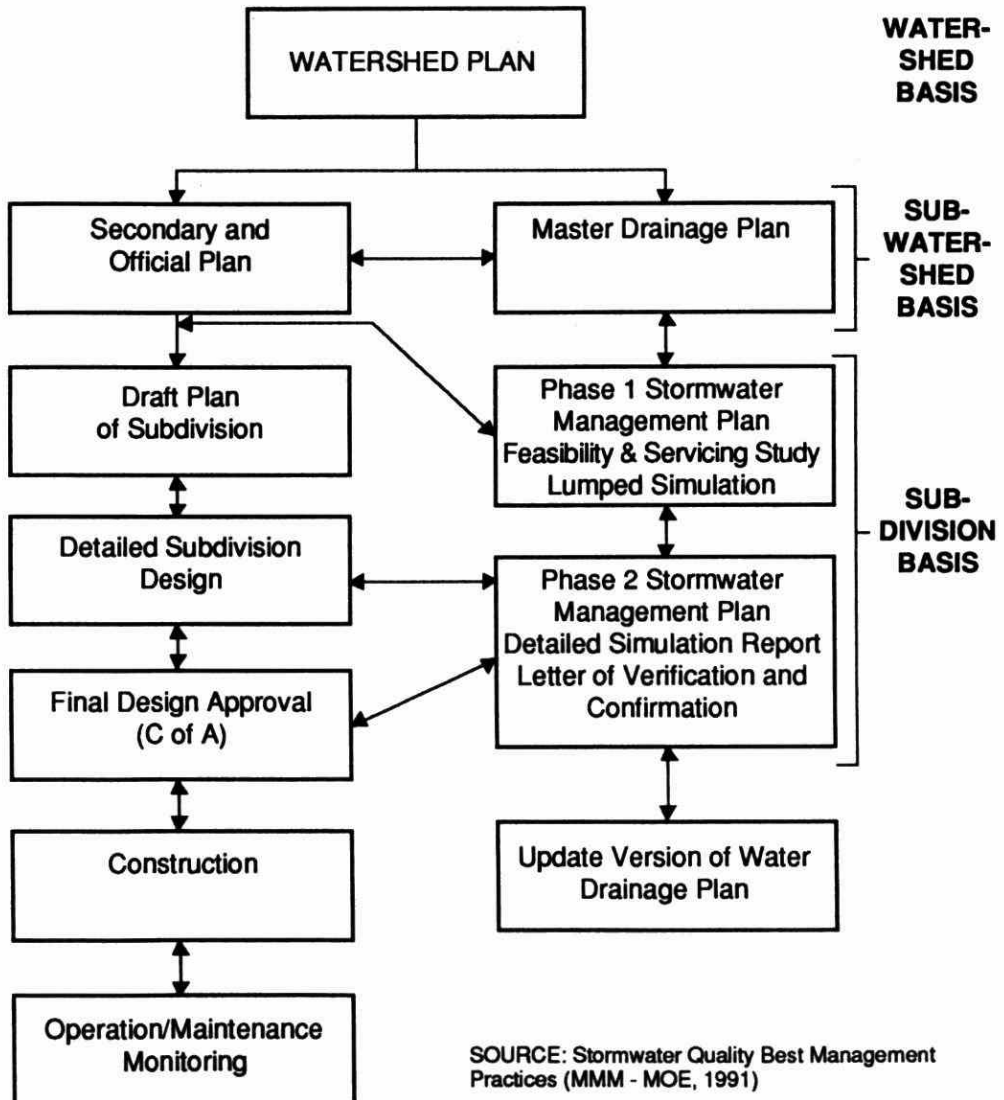 WATERSHED PLAN
WATER-
SHED
BASIS
Secondary and
Official Plan
Master Drainage Plan
SUB-
WATER-
SHED
BASIS
Draft Plan
of Subdivision
Phase 1 Stormwater
Management Plan
Feasibility & Servicing Study
Lumped Simulation
SUB-
DIVISION
BASIS
Detailed Subdivision
Design
Phase 2 Stormwater
Management Plan
Detailed Simulation Report
Letter of Verification and
Confirmation
Final Design Approval
(C of A)
Construction
Update Version of Water
Drainage Plan
Operation/Maintenance
Monitoring
SOURCE: Stormwater Quality Best Management
Practices (MMM - MOE, 1991)